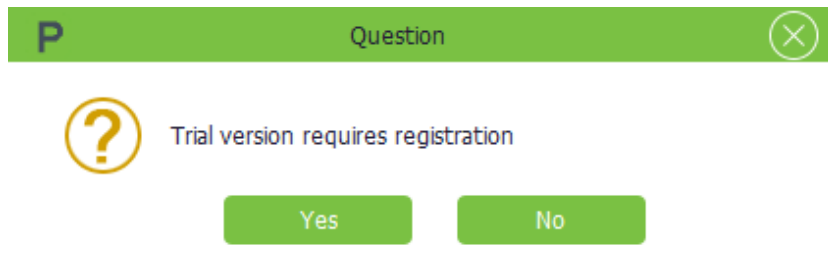 P Question
Trial version requires registration
Yes No